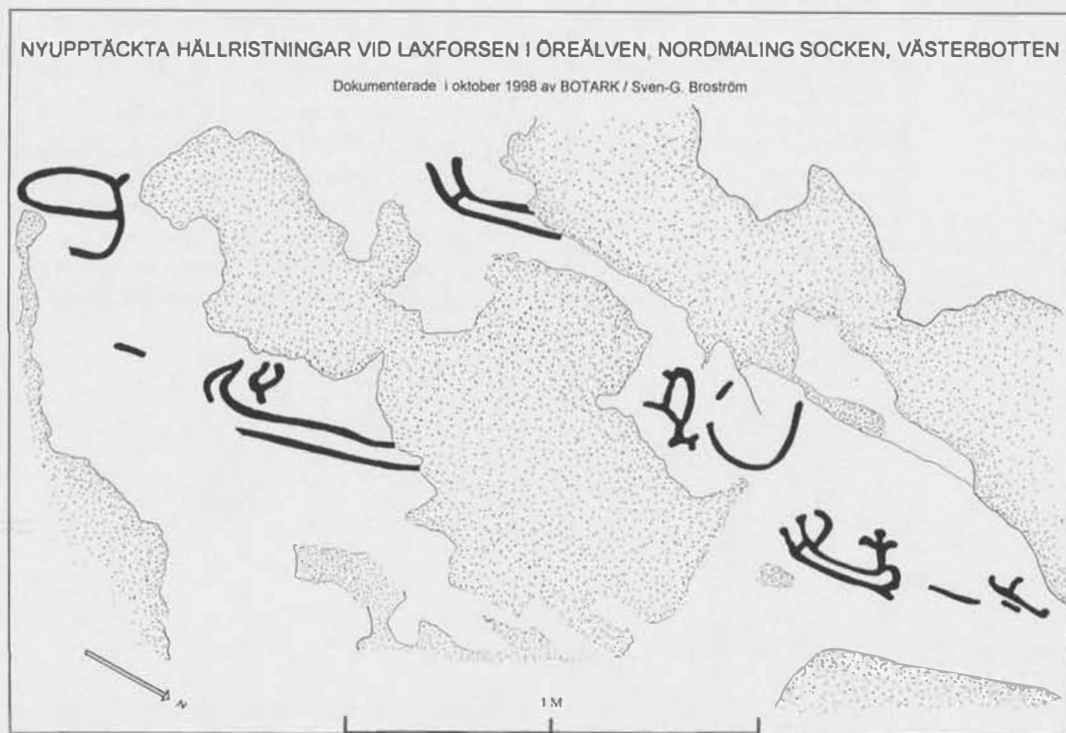 NYUPPTÄCKTA HÄLLRISTNINGAR VID LAXFORSEN I ÖREÄLVEN, NORDMALING SOCKEN, VÄSTERBOTTEN
Dokumenterade i oktober 1998 av BOTARK / Sven-G. Broström
N
1 M